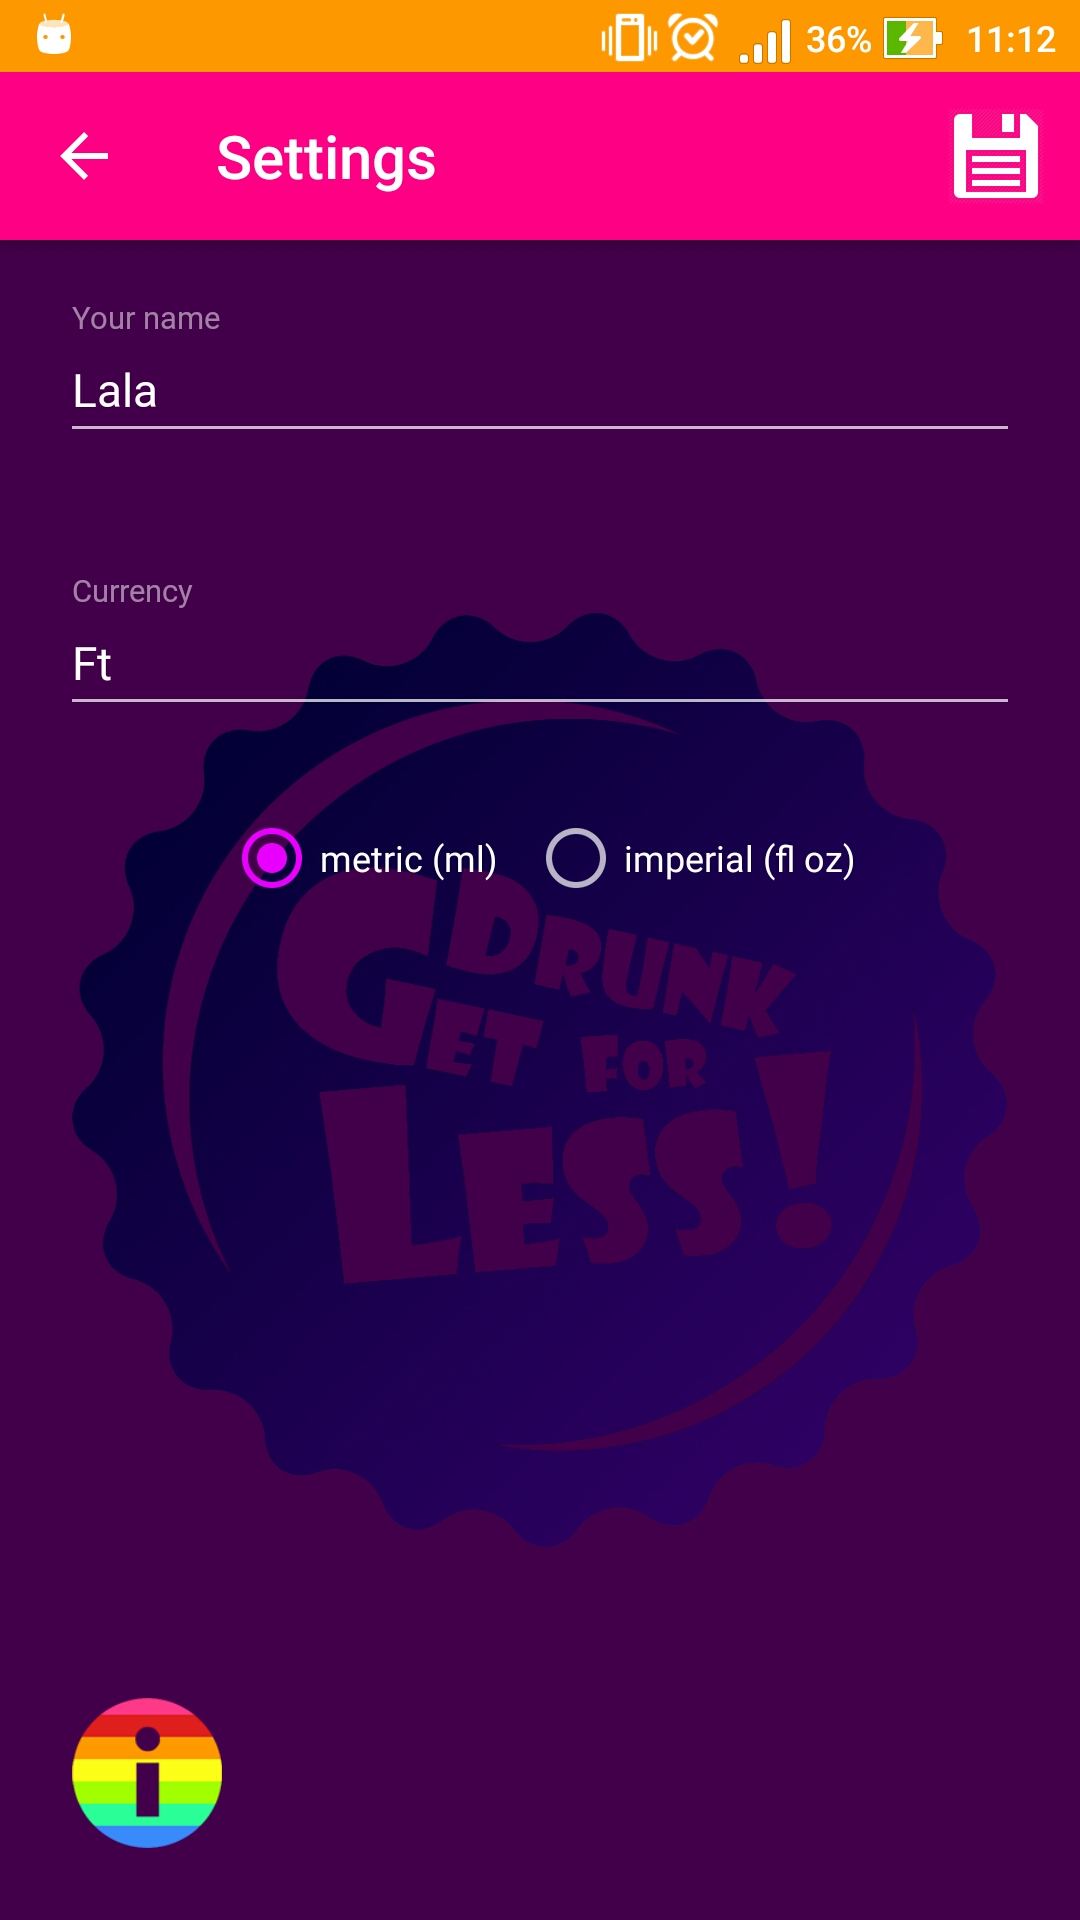 36% 11:12
Settings
Your name
Lala
Currency
Ft
metric (ml) imperial (fl oz)
DRUNK
GET FOR
LESS!
i